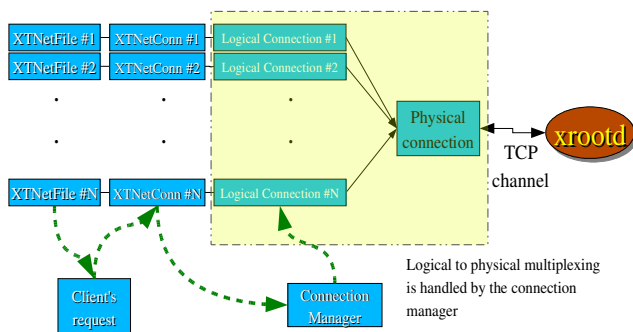 XTNetFile #1 XTNetConn #1 Logical Connection #1
XTNetFile #2 XTNetConn #2 Logical Connection #2
. . .
. . .
Physical
connection
xrootd
TCP
channel
XTNetFile #N XTNetConn #N Logical Connection #N
Client's
request
Connection
Manager
Logical to physical multiplexing
is handled by the connection
manager